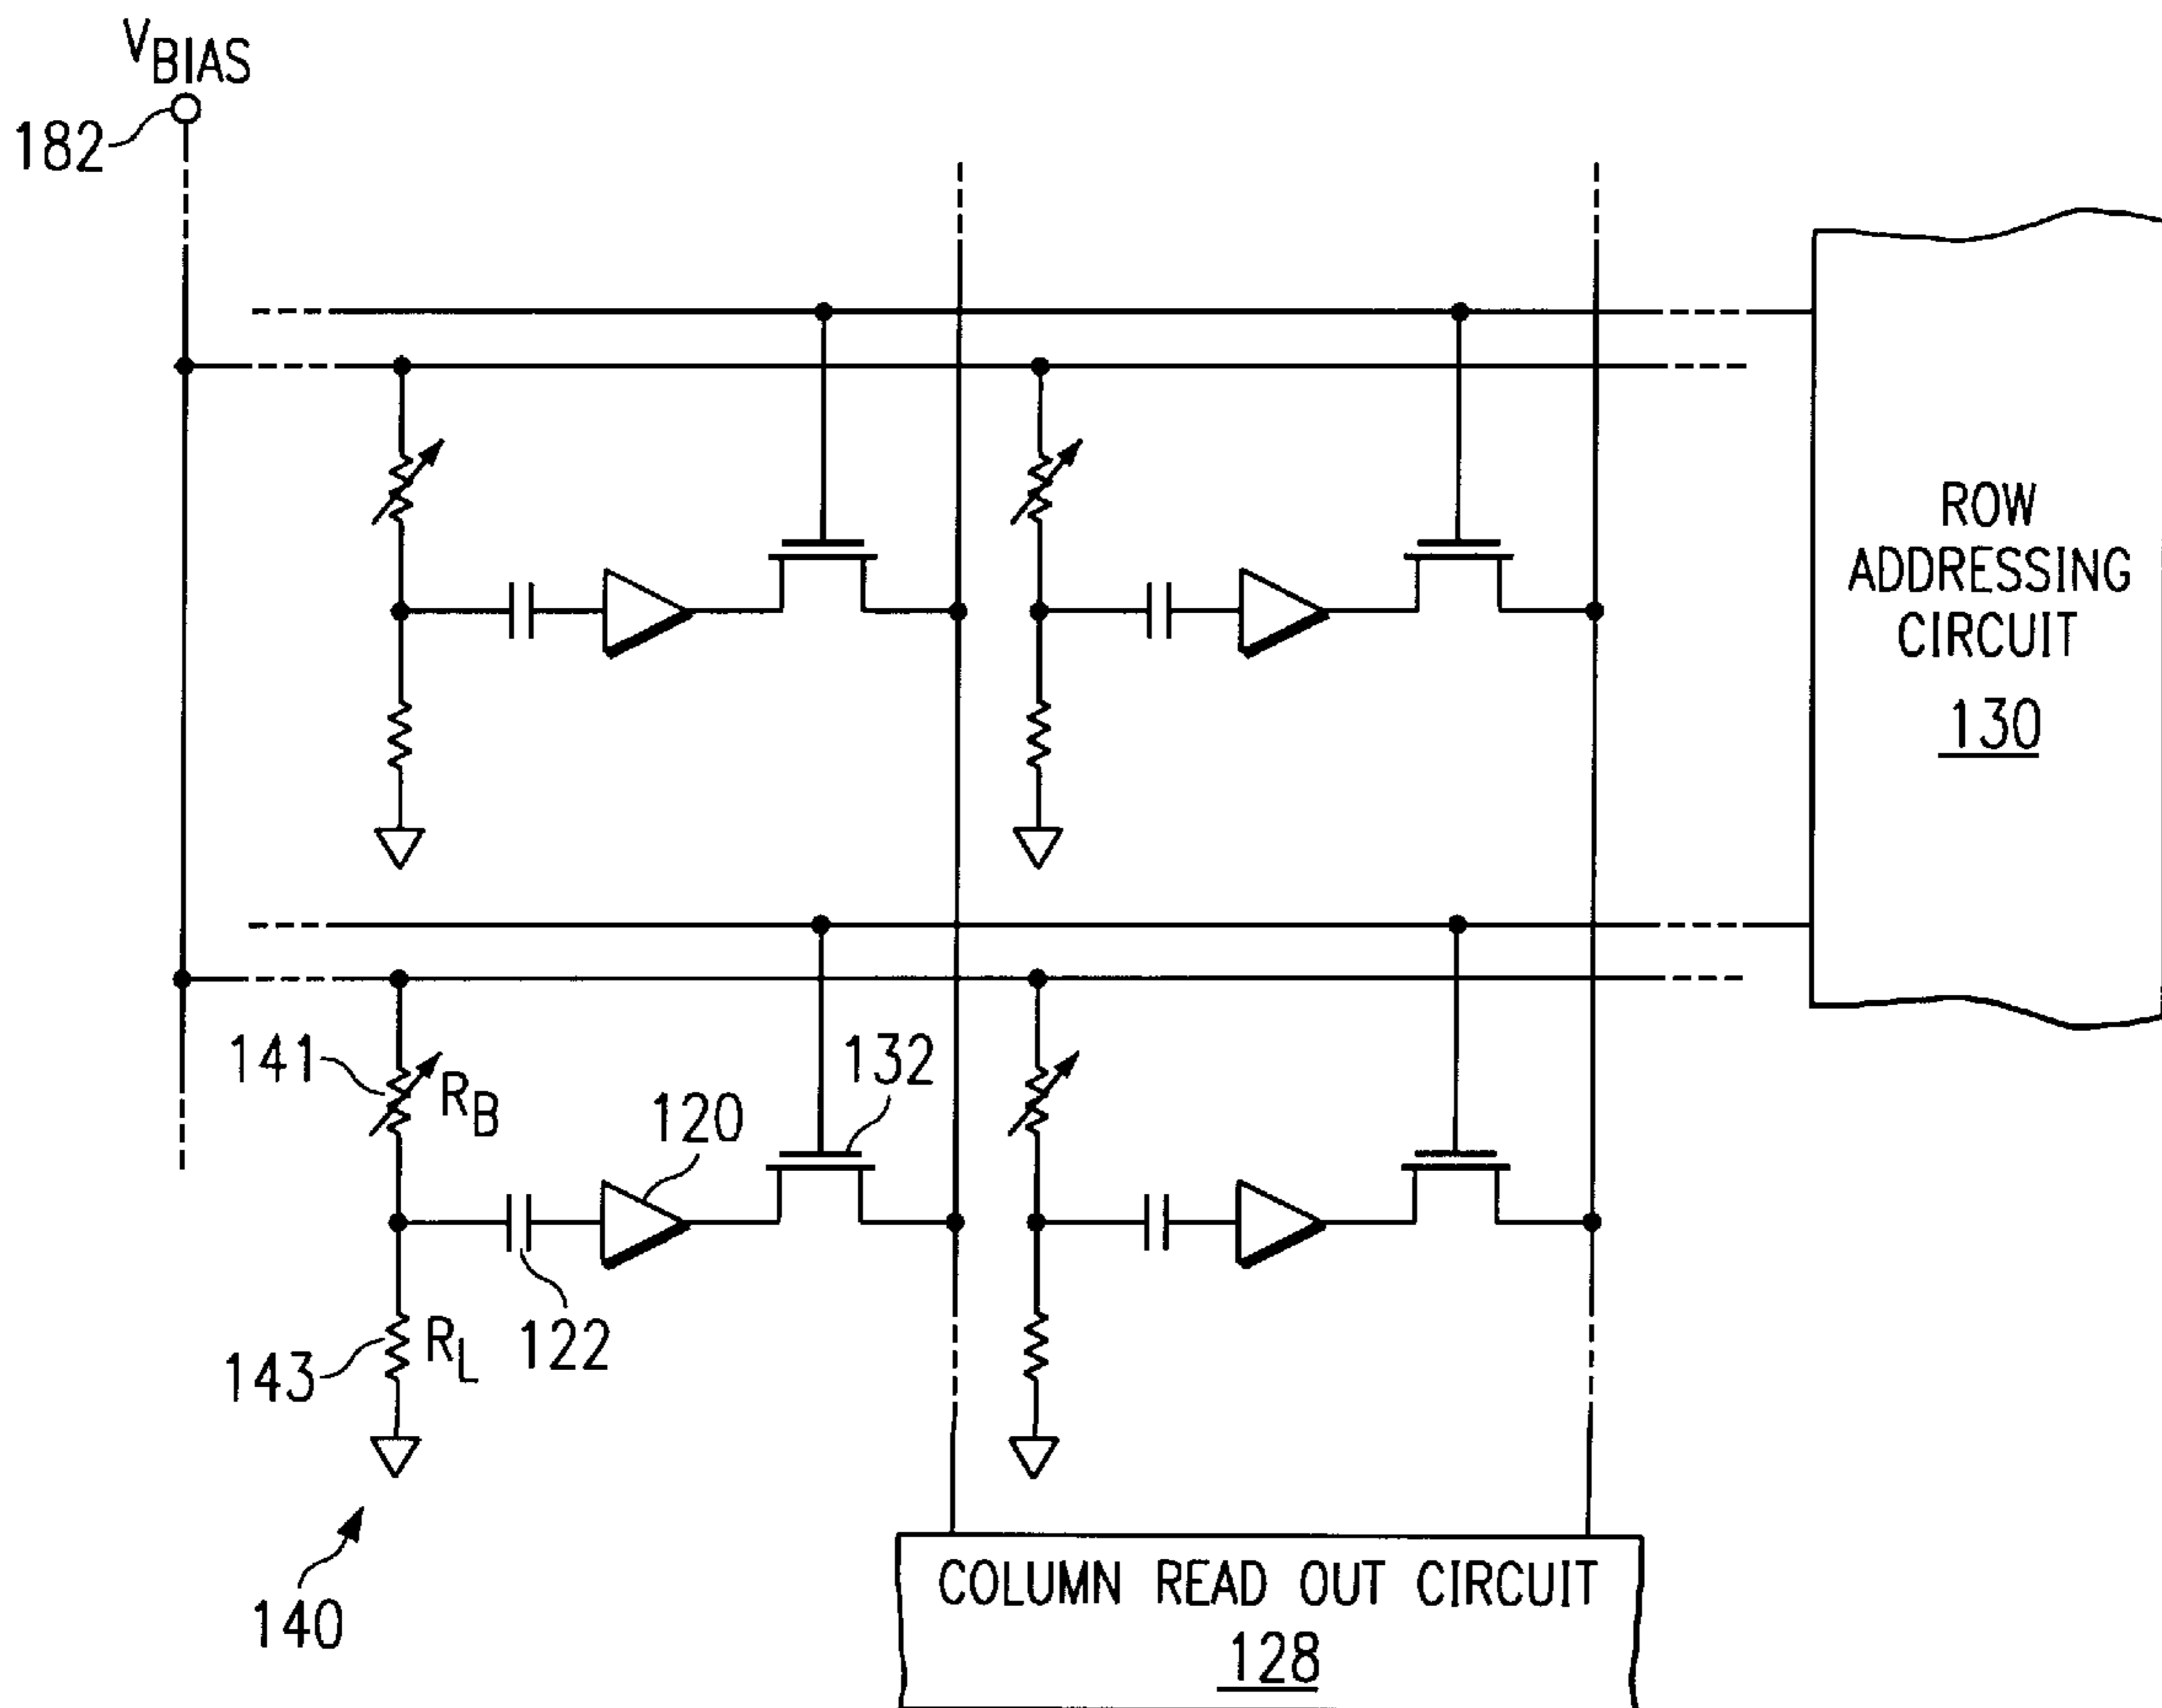 VBIAS
182
ROW
ADDRESSING
CIRCUIT
130
141
RB
120
132
143
RL
122
140
COLUMN READ OUT CIRCUIT
128